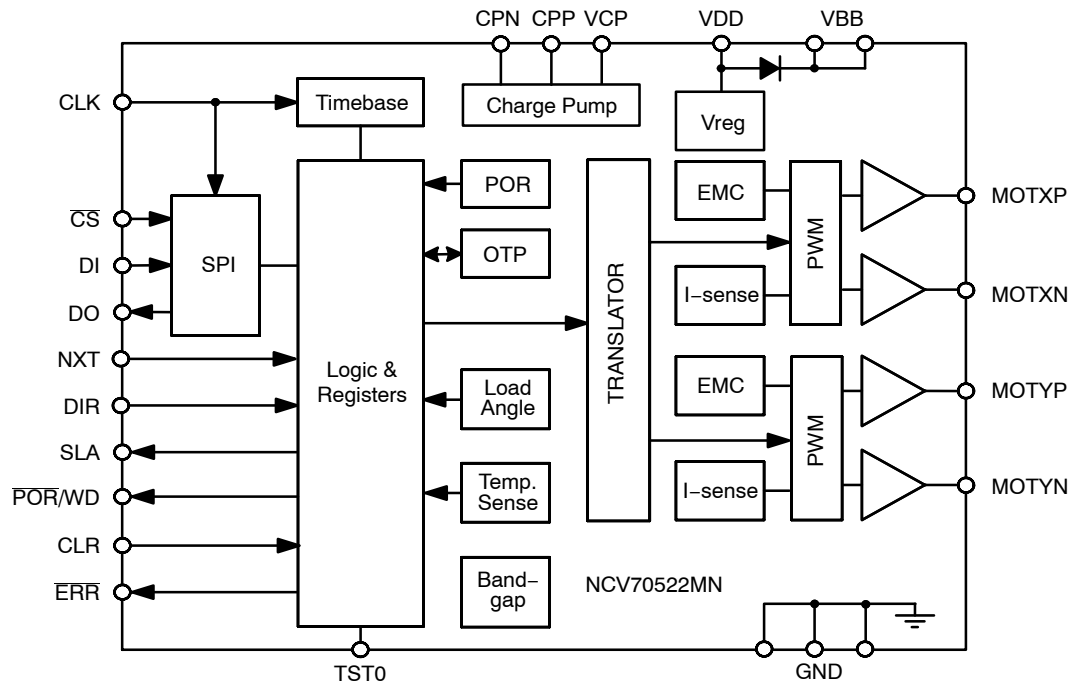 CPN CPP VCP VDD VBB
CLK
Timebase
Charge Pump
Vreg
CS
DI
DO
SPI
NXT
DIR
SLA
POR/WD
CLR
ERR
Logic &
Registers
POR
OTP
Load
Angle
Temp.
Sense
Band-
gap
TRANSLATOR
EMC
I-sense
PWM
EMC
I-sense
PWM
MOTXP
MOTXN
MOTYP
MOTYN
NCV70522MN
TST0
GND